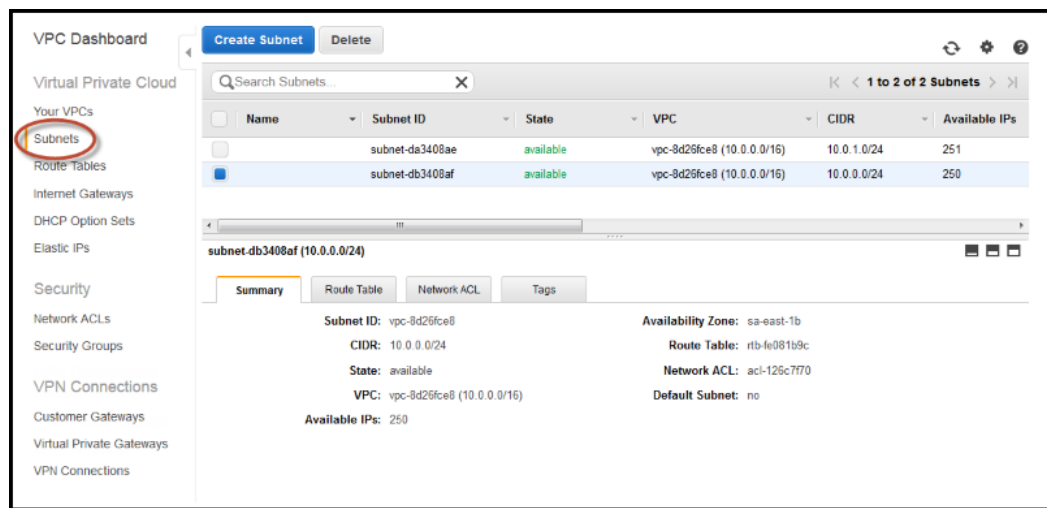 VPC Dashboard
Virtual Private Cloud
Your VPCs
Subnets
Route Tables
Internet Gateways
DHCP Option Sets
Elastic IPs
Security
Network ACLs
Security Groups
VPN Connections
Customer Gateways
Virtual Private Gateways
VPN Connections
Create Subnet Delete
Search Subnets... 1 to 2 of 2 Subnets
Name Subnet ID State VPC CIDR Available IPs
subnet-da3408ae available vpc-8d26fce8 (10.0.0.0/16) 10.0.1.0/24 251
subnet-db3408af available vpc-8d26fce8 (10.0.0.0/16) 10.0.0.0/24 250
subnet-db3408af (10.0.0.0/24)
Summary Route Table Network ACL Tags
Subnet ID: vpc-8d26fce8 Availability Zone: sa-east-1b
CIDR: 10.0.0.0/24 Route Table: rtb-fe081b9c
State: available Network ACL: acl-126c7f70
VPC: vpc-8d26fce8 (10.0.0.0/16) Default Subnet: no
Available IPs: 250